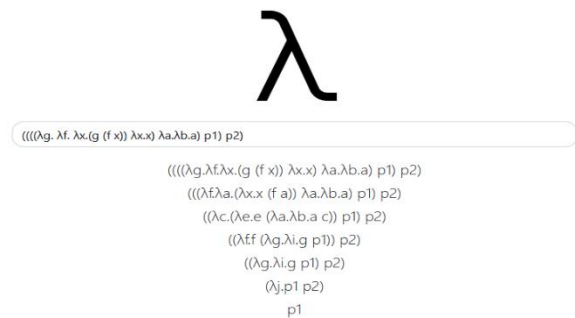 λ
((((λg. λf. λx.(g (f x)) λx.x) λa.λb.a) p1) p2)
((((λg.λf.λx.(g (f x)) λx.x) λa.λb.a) p1) p2)
(((λf.λa.(λx.x (f a)) λa.λb.a) p1) p2)
((λc.(λe.e (λa.λb.a c)) p1) p2)
((λf.f (λg.λi.g p1)) p2)
((λg.λi.g p1) p2)
(λj.p1 p2)
p1